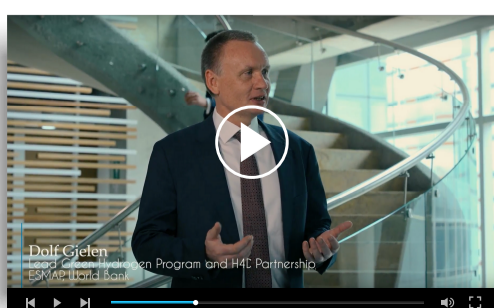 Dolf Gielen
Lead Green Hydrogen Program and H4D Partnership
ESMAP, World Bank